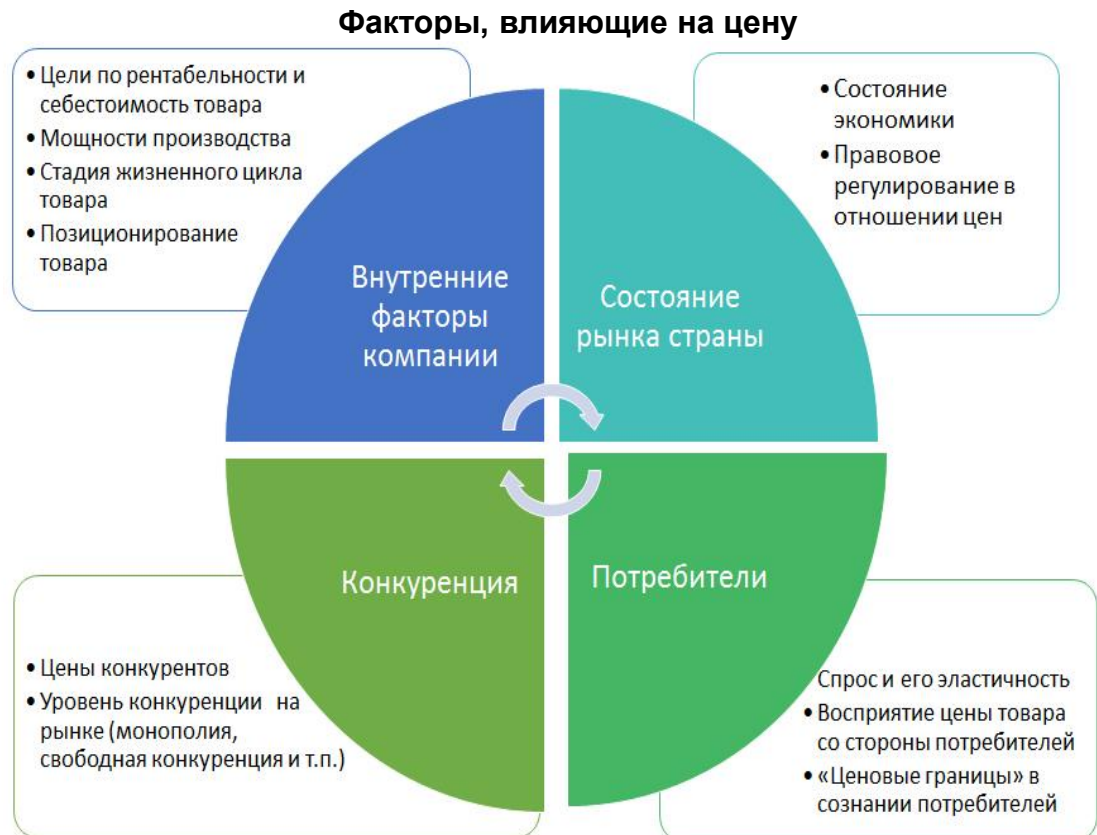 Факторы, влияющие на цену
• Цели по рентабельности и
себестоимость товара
• Мощности производства
• Стадия жизненного цикла
товара
• Позиционирование
товара
Внутренние
факторы
компании
• Состояние
экономики
• Правовое
регулирование в
отношении цен
Состояние
рынка страны
Конкуренция
• Цены конкурентов
• Уровень конкуренции на
рынке (монополия,
свободная конкуренция и т.п.)
Потребители
Спрос и его эластичность
• Восприятие цены товара
со стороны потребителей
• «Ценовые границы» в
сознании потребителей